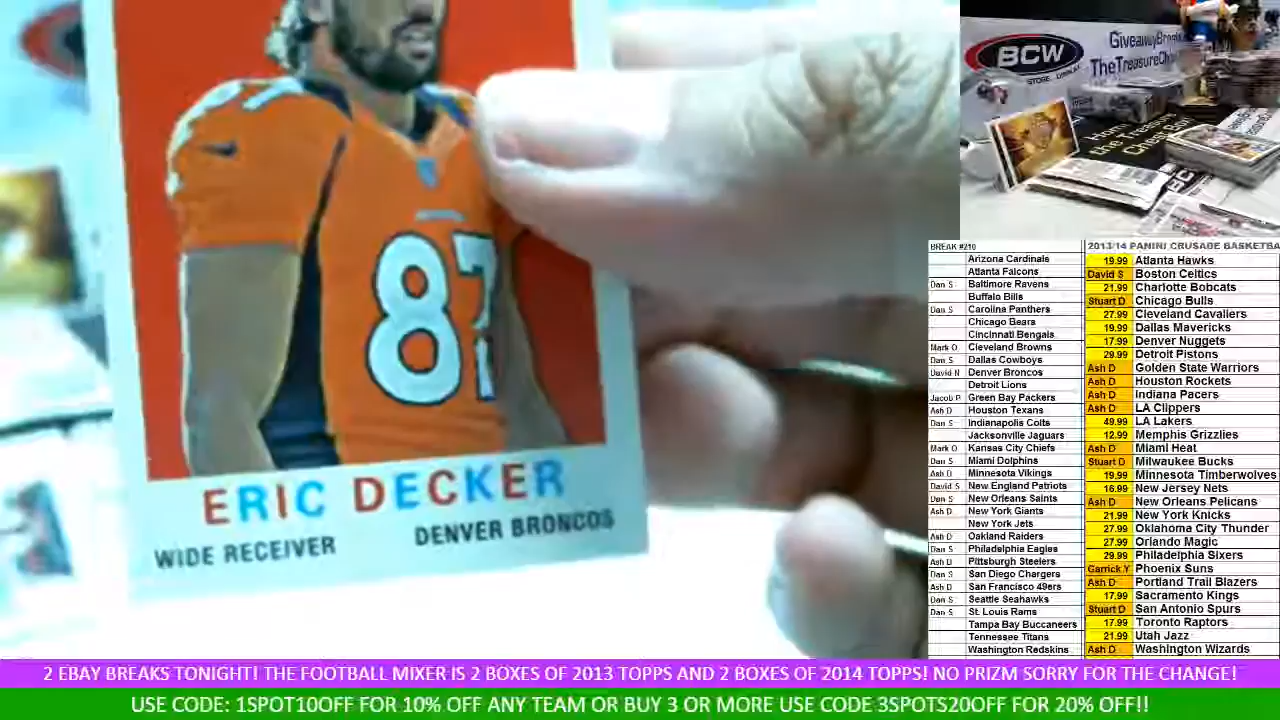 87
87
ERIC DECKER
WIDE RECEIVER
DENVER BRONCOS
BCW
GiveawayBreak
TheTreasureCh
Home of
the Treasure
Chest Box
BREAK #210
Arizona Cardinals
Atlanta Falcons
Dan S Baltimore Ravens
Buffalo Bills
Dan S Carolina Panthers
Chicago Bears
Cincinnati Bengals
Mark O Cleveland Browns
Dan S Dallas Cowboys
David N Denver Broncos
Detroit Lions
Jacob P Green Bay Packers
Ash D Houston Texans
Dan S Indianapolis Colts
Jacksonville Jaguars
Mark O Kansas City Chiefs
Dan S Miami Dolphins
Ash D Minnesota Vikings
David S New England Patriots
Dan S New Orleans Saints
Ash D New York Giants
New York Jets
Ash D Oakland Raiders
Dan S Philadelphia Eagles
Ash D Pittsburgh Steelers
Dan S San Diego Chargers
Ash D San Francisco 49ers
Dan S Seattle Seahawks
Dan S St. Louis Rams
Tampa Bay Buccaneers
Tennessee Titans
Washington Redskins
2013/14 PANINI CRUSADE BASKETBA
19.99 Atlanta Hawks
David S Boston Celtics
21.99 Charlotte Bobcats
Stuart D Chicago Bulls
27.99 Cleveland Cavaliers
19.99 Dallas Mavericks
17.99 Denver Nuggets
29.99 Detroit Pistons
Ash D Golden State Warriors
Ash D Houston Rockets
Ash D Indiana Pacers
Ash D LA Clippers
49.99 LA Lakers
12.99 Memphis Grizzlies
Ash D Miami Heat
Stuart D Milwaukee Bucks
19.99 Minnesota Timberwolves
16.99 New Jersey Nets
Ash D New Orleans Pelicans
21.99 New York Knicks
27.99 Oklahoma City Thunder
27.99 Orlando Magic
29.99 Philadelphia Sixers
Garrick Y Phoenix Suns
Ash D Portland Trail Blazers
17.99 Sacramento Kings
Stuart D San Antonio Spurs
17.99 Toronto Raptors
21.99 Utah Jazz
Ash D Washington Wizards
2 EBAY BREAKS TONIGHT! THE FOOTBALL MIXER IS 2 BOXES OF 2013 TOPPS AND 2 BOXES OF 2014 TOPPS! NO PRIZM SORRY FOR THE CHANGE!
USE CODE: 1SPOT10OFF FOR 10% OFF ANY TEAM OR BUY 3 OR MORE USE CODE 3SPOTS20OFF FOR 20% OFF!!